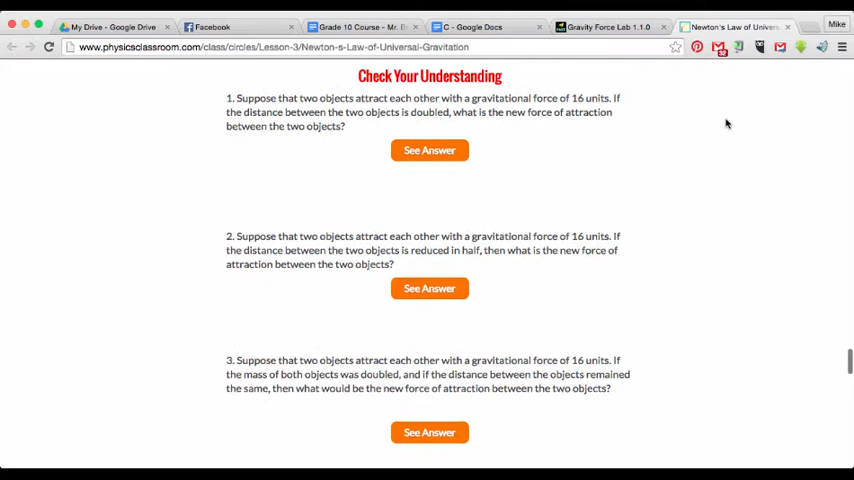 My Drive - Google Drive
Facebook
Grade 10 Course - Mr. B
C - Google Docs
Gravity Force Lab 1.1.0
Newton's Law of Univers
Mike
www.physicsclassroom.com/class/circles/Lesson-3/Newton-s-Law-of-Universal-Gravitation
Check Your Understanding
1. Suppose that two objects attract each other with a gravitational force of 16 units. If
the distance between the two objects is doubled, what is the new force of attraction
between the two objects?
See Answer
2. Suppose that two objects attract each other with a gravitational force of 16 units. If
the distance between the two objects is reduced in half, then what is the new force of
attraction between the two objects?
See Answer
3. Suppose that two objects attract each other with a gravitational force of 16 units. If
the mass of both objects was doubled, and if the distance between the objects remained
the same, then what would be the new force of attraction between the two objects?
See Answer